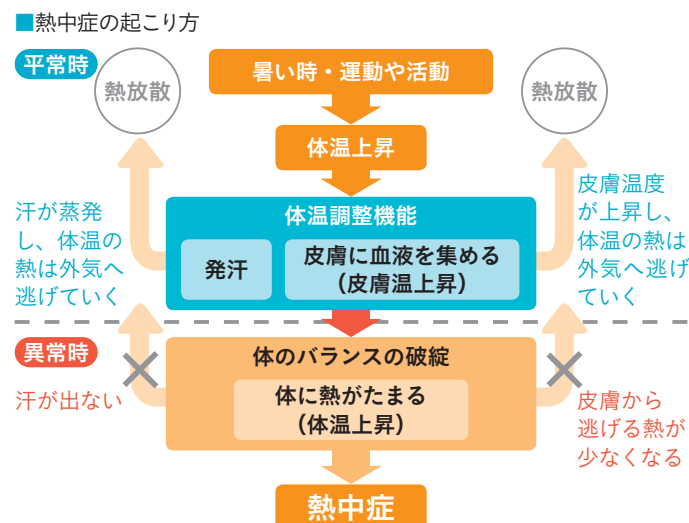 ■熱中症の起こり方
平常時
熱放散
暑い時・運動や活動
熱放散
体温上昇
汗が蒸発
し、体温の
熱は外気へ
逃げていく
体温調整機能
発汗
皮膚に血液を集める
(皮膚温上昇)
皮膚温度
が上昇し、
体温の熱は
外気へ逃げ
ていく
異常時
汗が出ない
体のバランスの破綻
体に熱がたまる
(体温上昇)
皮膚から
逃げる熱が
少なくなる
熱中症